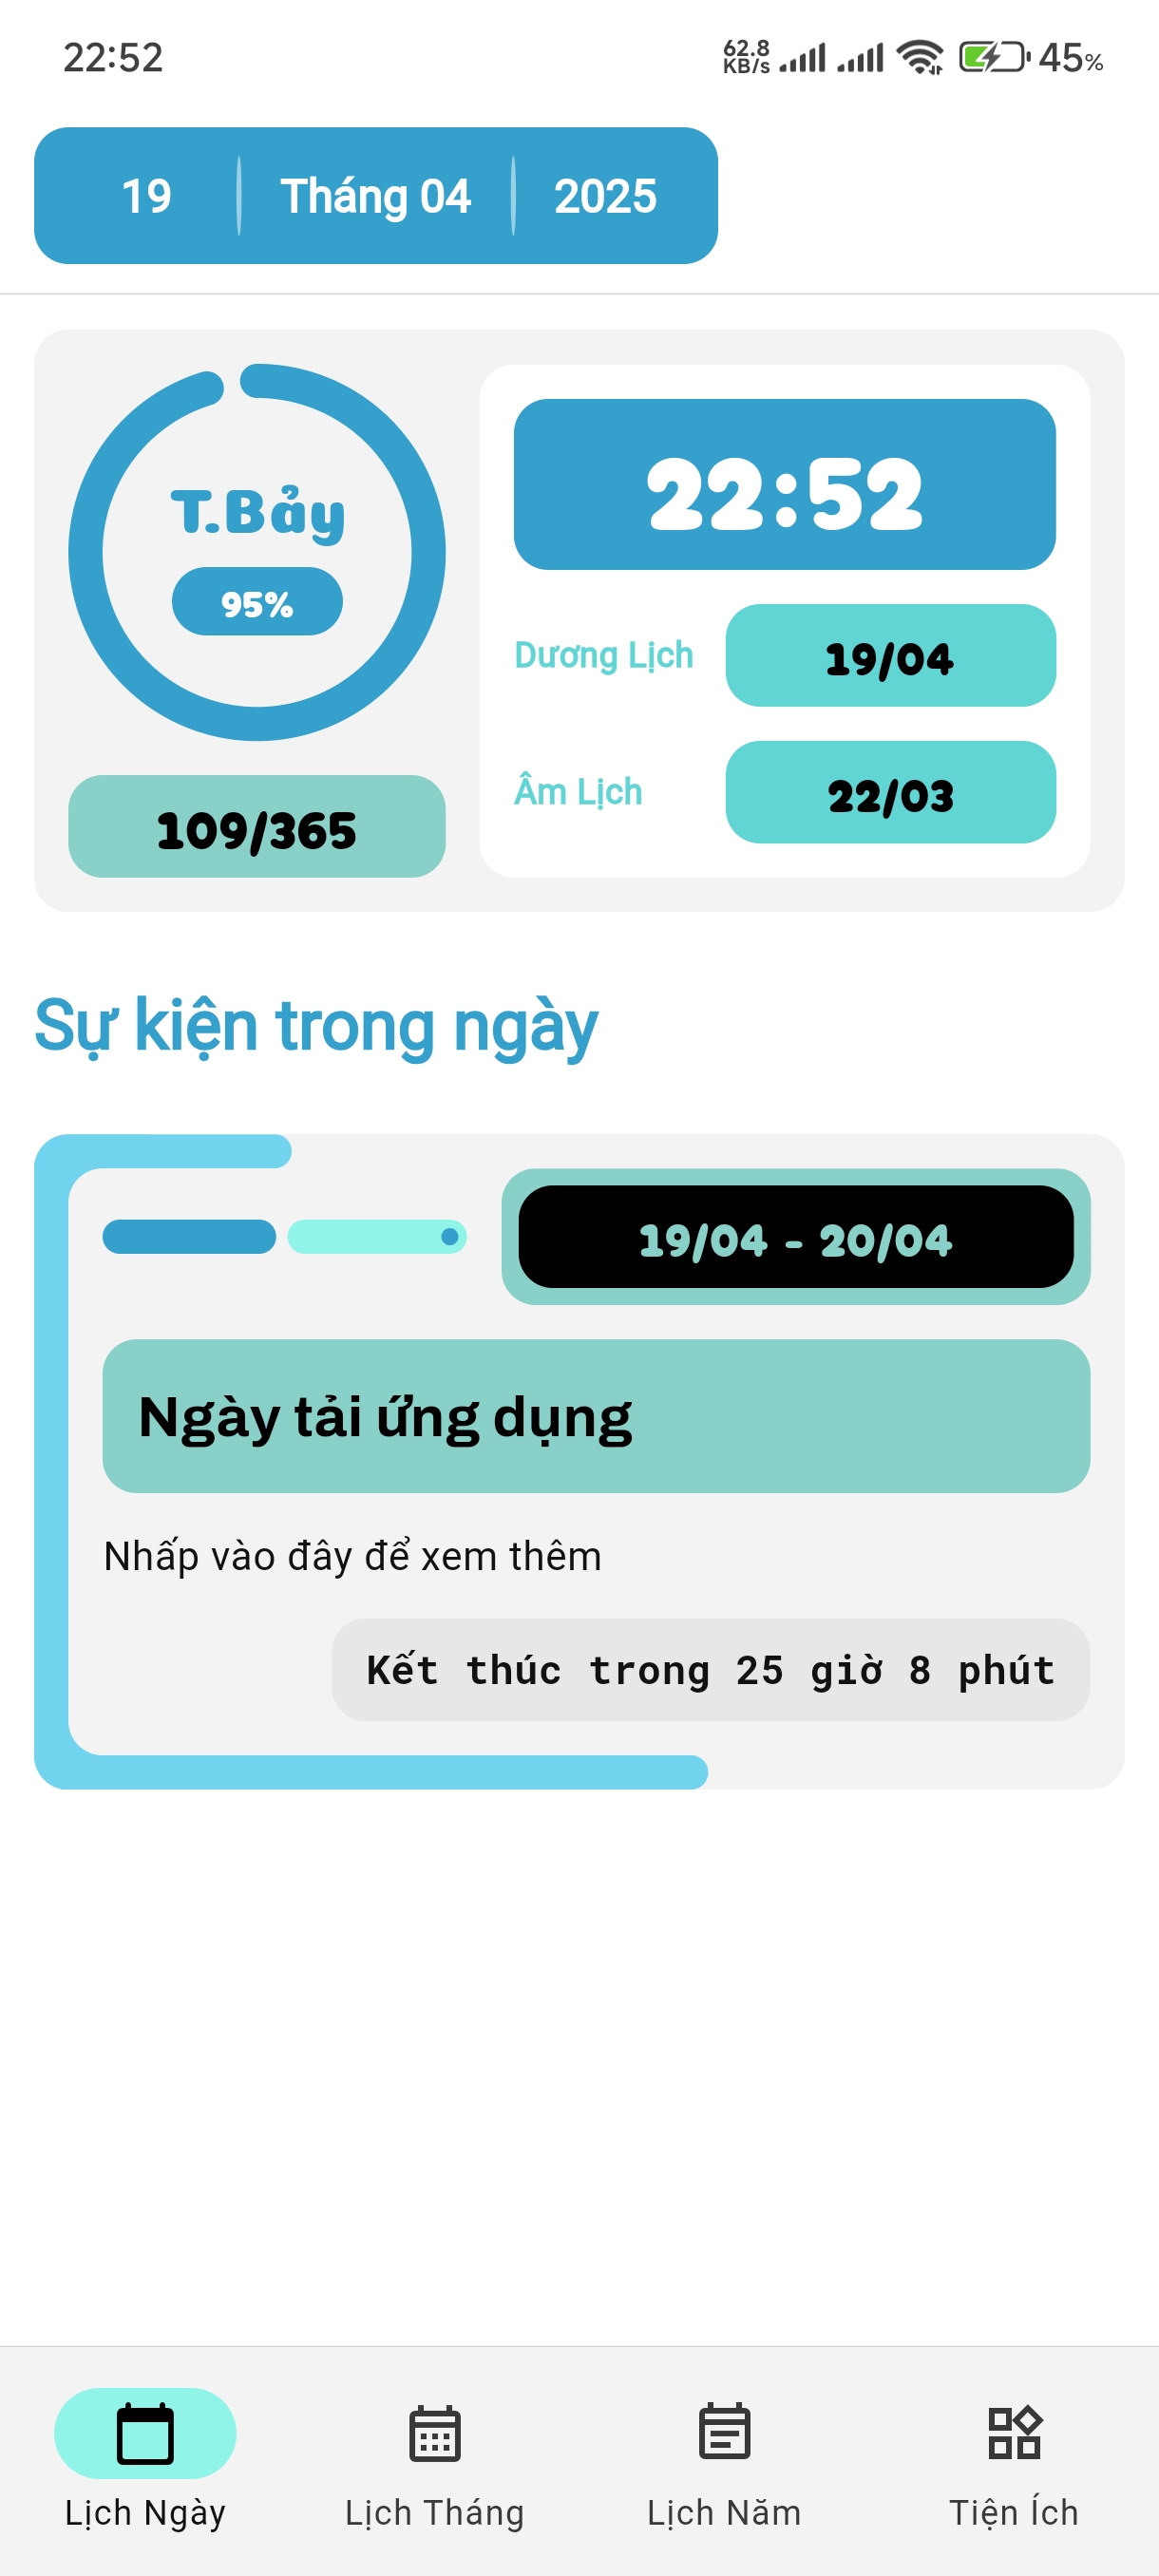 22:52
62.8
KB/s
45%
19
Tháng 04
2025
T.Bảy
95%
109/365
22:52
Dương Lịch
19/04
Âm Lịch
22/03
Sự kiện trong ngày
19/04 - 20/04
Ngày tải ứng dụng
Nhấp vào đây để xem thêm
Kết thúc trong 25 giờ 8 phút
Lịch Ngày
Lịch Tháng
Lịch Năm
Tiện Ích